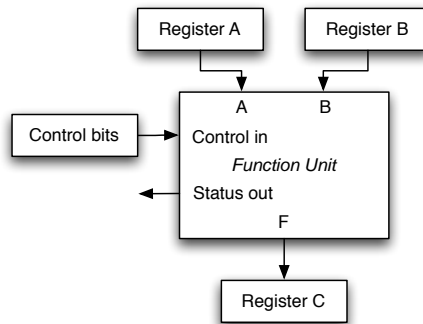 Register A
Register B
A
B
Control bits
Control in
Function Unit
Status out
F
Register C